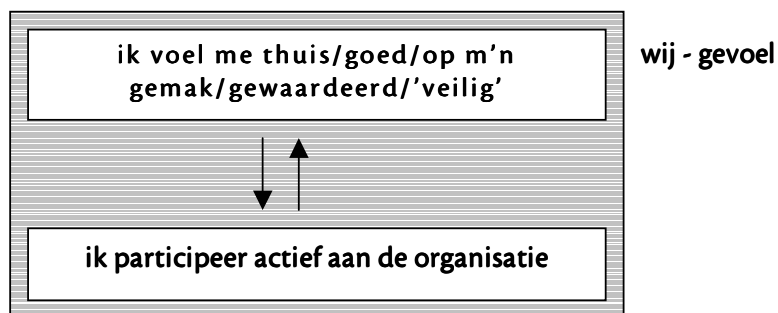 ik voel me thuis/goed/op m’n
gemak/gewaardeerd/’veilig’
wij - gevoel
ik participeer actief aan de organisatie